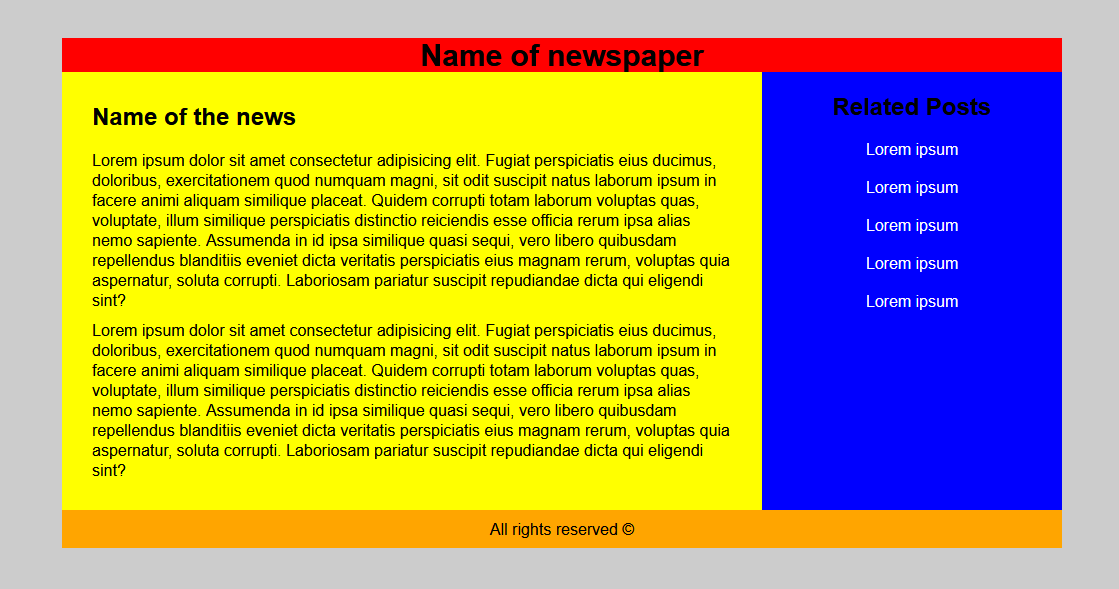 Name of newspaper
Name of the news
Lorem ipsum dolor sit amet consectetur adipisicing elit. Fugiat perspiciatis eius ducimus,
doloribus, exercitationem quod numquam magni, sit odit suscipit natus laborum ipsum in
facere animi aliquam similique placeat. Quidem corrupti totam laborum voluptas quas,
voluptate, illum similique perspiciatis distinctio reiciendis esse officia rerum ipsa alias
nemo sapiente. Assumenda in id ipsa similique quasi sequi, vero libero quibusdam
repellendus blanditiis eveniet dicta veritatis perspiciatis eius magnam rerum, voluptas quia
aspernatur, soluta corrupti. Laboriosam pariatur suscipit repudiandae dicta qui eligendi
sint?
Lorem ipsum dolor sit amet consectetur adipisicing elit. Fugiat perspiciatis eius ducimus,
doloribus, exercitationem quod numquam magni, sit odit suscipit natus laborum ipsum in
facere animi aliquam similique placeat. Quidem corrupti totam laborum voluptas quas,
voluptate, illum similique perspiciatis distinctio reiciendis esse officia rerum ipsa alias
nemo sapiente. Assumenda in id ipsa similique quasi sequi, vero libero quibusdam
repellendus blanditiis eveniet dicta veritatis perspiciatis eius magnam rerum, voluptas quia
aspernatur, soluta corrupti. Laboriosam pariatur suscipit repudiandae dicta qui eligendi
sint?
Related Posts
Lorem ipsum
Lorem ipsum
Lorem ipsum
Lorem ipsum
Lorem ipsum
All rights reserved ©